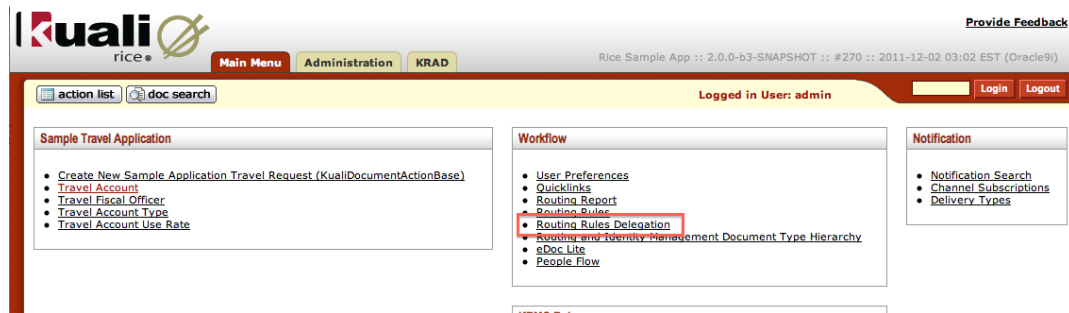 Kuali
rice
Provide Feedback
Main Menu
Administration
KRAD
Rice Sample App :: 2.0.0-b3-SNAPSHOT :: #270 :: 2011-12-02 03:02 EST (Oracle9i)
action list
doc search
Logged in User: admin
Login
Logout
Sample Travel Application
Create New Sample Application Travel Request (KualiDocumentActionBase)
Travel Account
Travel Fiscal Officer
Travel Account Type
Travel Account Use Rate
Workflow
User Preferences
Quicklinks
Routing Report
Routing Rules
Routing Rules Delegation
Routing and Identity Management Document Type Hierarchy
eDoc Lite
People Flow
Notification
Notification Search
Channel Subscriptions
Delivery Types